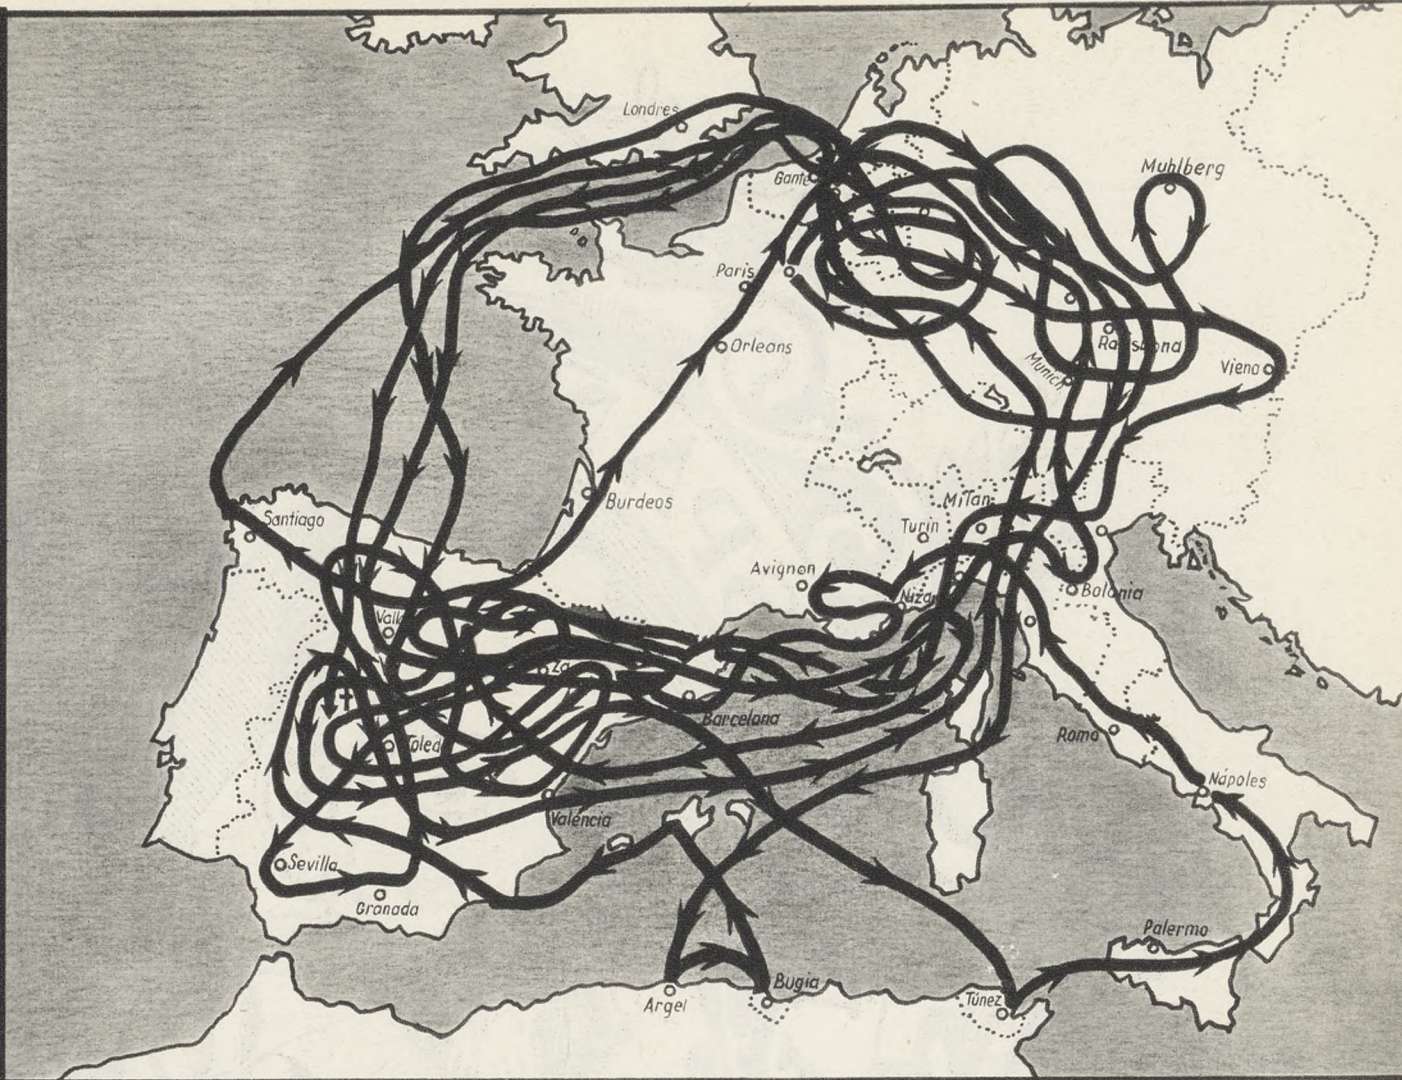 Londres
Gante
Muhlberg
Paris
Orleans
Ratisbona
Munich
Viena
Burdeos
Santiago
Milan
Turin
Avignon
Niza
Bolonia
Barcelona
Toled
Roma
Nápoles
Valencia
Sevilla
Granada
Palermo
Bugia
Argel
Túnez